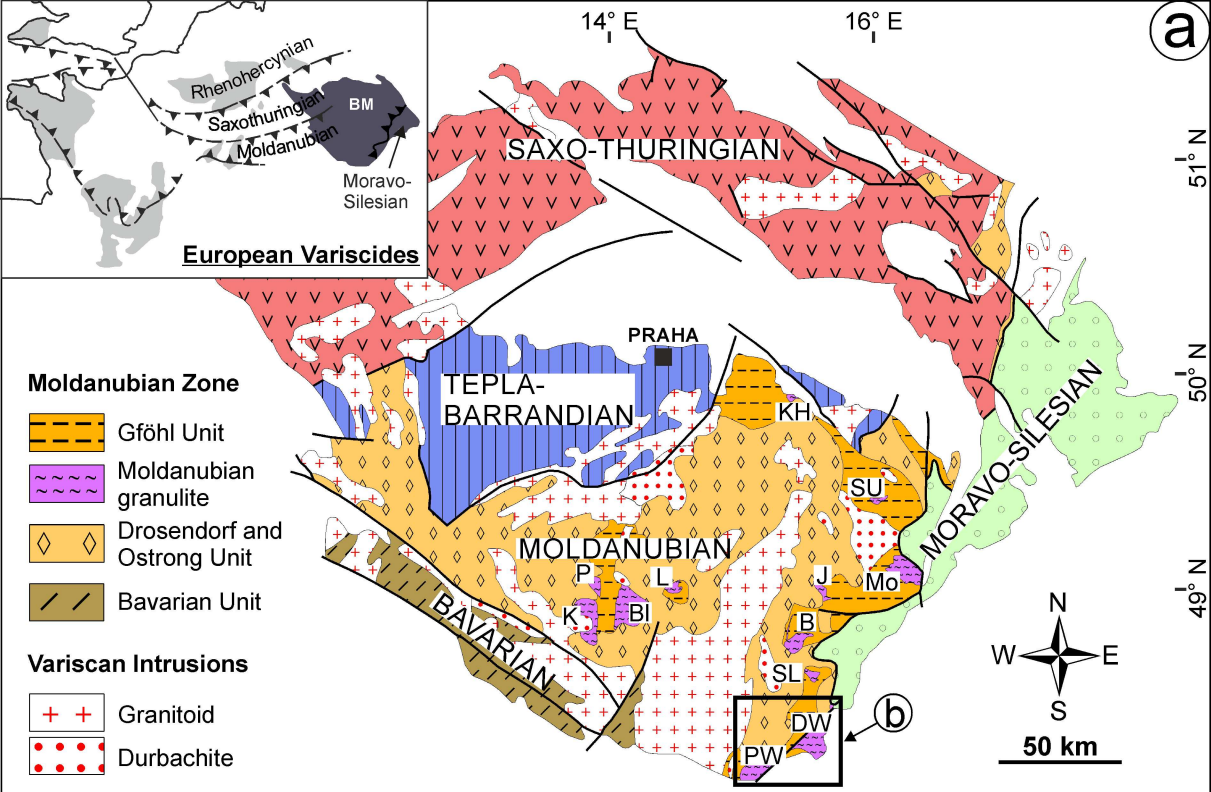 a
14° E
16° E
51° N
50° N
49° N
Rhenohercynian
Saxothuringian
Moldanubian
BM
Moravo-
Silesian
European Variscides
SAXO-THURINGIAN
PRAHA
TEPLA-
BARRANDIAN
MORAVO-SILESIAN
KH
SU
MOLDANUBIAN
P
L
J
Mo
K
BI
B
BAVARIAN
SL
DW
PW
b
Moldanubian Zone
Gföhl Unit
Moldanubian
granulite
Drosendorf and
Ostrong Unit
Bavarian Unit
Variscan Intrusions
Granitoid
Durbachite
N
W
E
S
50 km